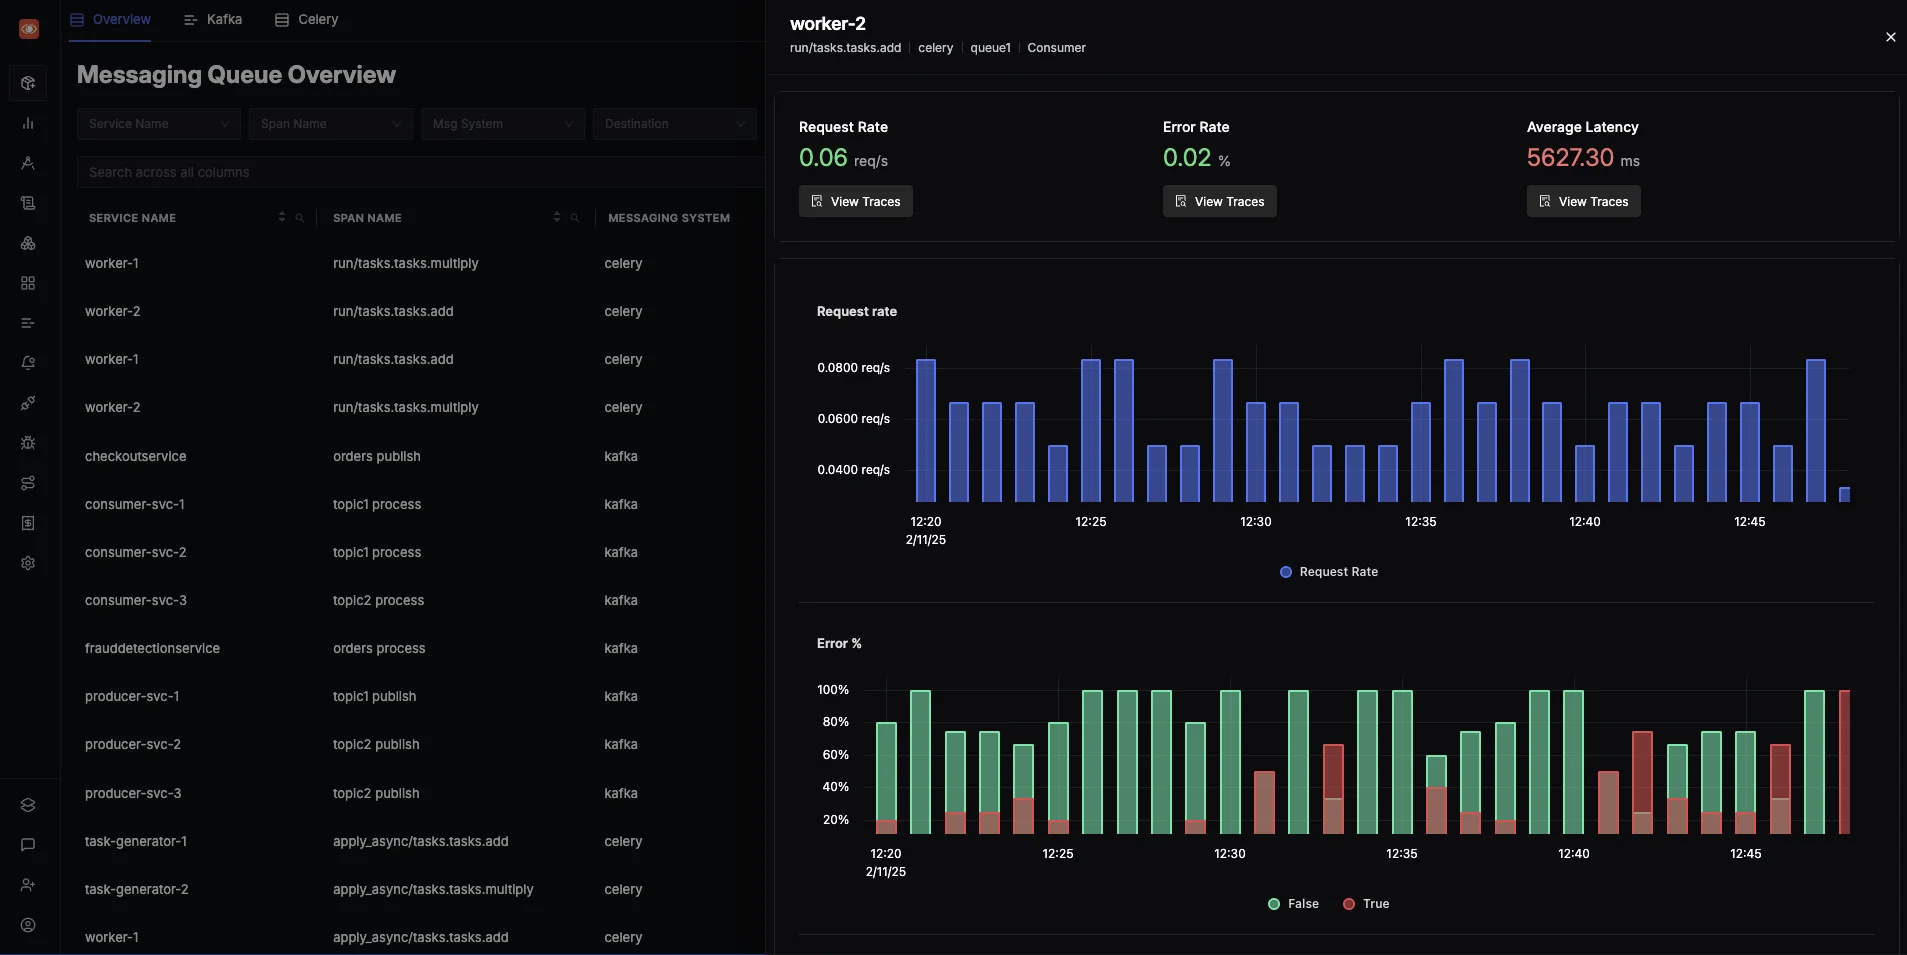 Overview
Kafka
Celery
Messaging Queue Overview
Service Name
Span Name
Msg System
Destination
Search across all columns
SERVICE NAME
SPAN NAME
MESSAGING SYSTEM
worker-1 run/tasks.tasks.multiply celery
worker-2 run/tasks.tasks.add celery
worker-1 run/tasks.tasks.add celery
worker-2 run/tasks.tasks.multiply celery
checkoutservice orders publish kafka
consumer-svc-1 topic1 process kafka
consumer-svc-2 topic1 process kafka
consumer-svc-3 topic2 process kafka
frauddetectionservice orders process kafka
producer-svc-1 topic1 publish kafka
producer-svc-2 topic2 publish kafka
producer-svc-3 topic2 publish kafka
task-generator-1 apply_async/tasks.tasks.add celery
task-generator-2 apply_async/tasks.tasks.multiply celery
worker-1 apply_async/tasks.tasks.add celery
worker-2
run/tasks.tasks.add celery queue1 Consumer
Request Rate
0.06 req/s
View Traces
Error Rate
0.02 %
View Traces
Average Latency
5627.30 ms
View Traces
Request rate
0.0800 req/s
0.0600 req/s
0.0400 req/s
12:20 12:25 12:30 12:35 12:40 12:45
2/11/25
Request Rate
Error %
100%
80%
60%
40%
20%
12:20 12:25 12:30 12:35 12:40 12:45
2/11/25
False True